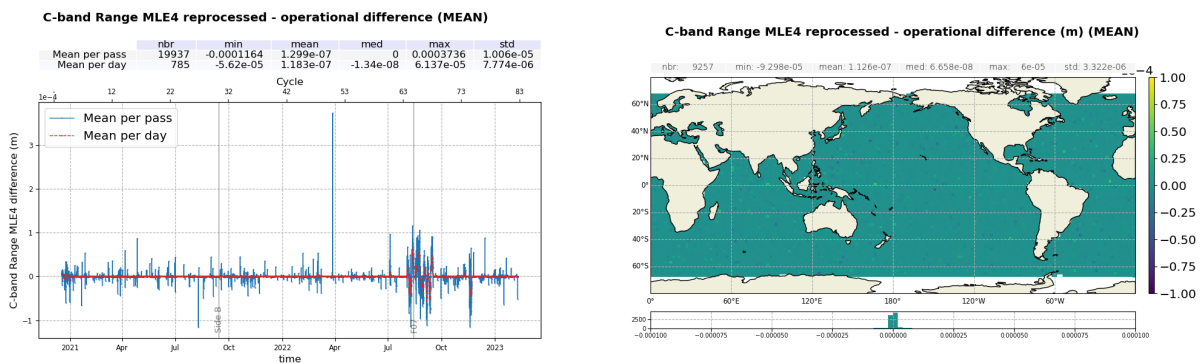 C-band Range MLE4 reprocessed - operational difference (MEAN)
nbr min mean med max std
Mean per pass 19937 -0.0001164 1.299e-07 0 0.0003736 1.006e-05
Mean per day 785 -5.62e-05 1.183e-07 -1.34e-08 6.137e-05 7.774e-06
Cycle
1e−4 12 22 32 42 53 63 73 83
Mean per pass
Mean per day
3
2
1
0
−1
C-band Range MLE4 difference (m)
Side B
F07
2021 Apr Jul Oct 2022 Apr Jul Oct 2023
time
C-band Range MLE4 reprocessed - operational difference (m) (MEAN)
nbr: 9257 min: -9.298e-05 mean: 1.126e-07 med: 6.658e-08 max: 6e-05 std: 3.322e-06
60°N
40°N
20°N
0°
20°S
40°S
60°S
0° 60°E 120°E 180° 120°W 60°W
1.00
0.75
0.50
0.25
0.00
−0.25
−0.50
−0.75
−1.00
2500
0
−0.000100 −0.000075 −0.000050 −0.000025 0.000000 0.000025 0.000050 0.000075 0.000100